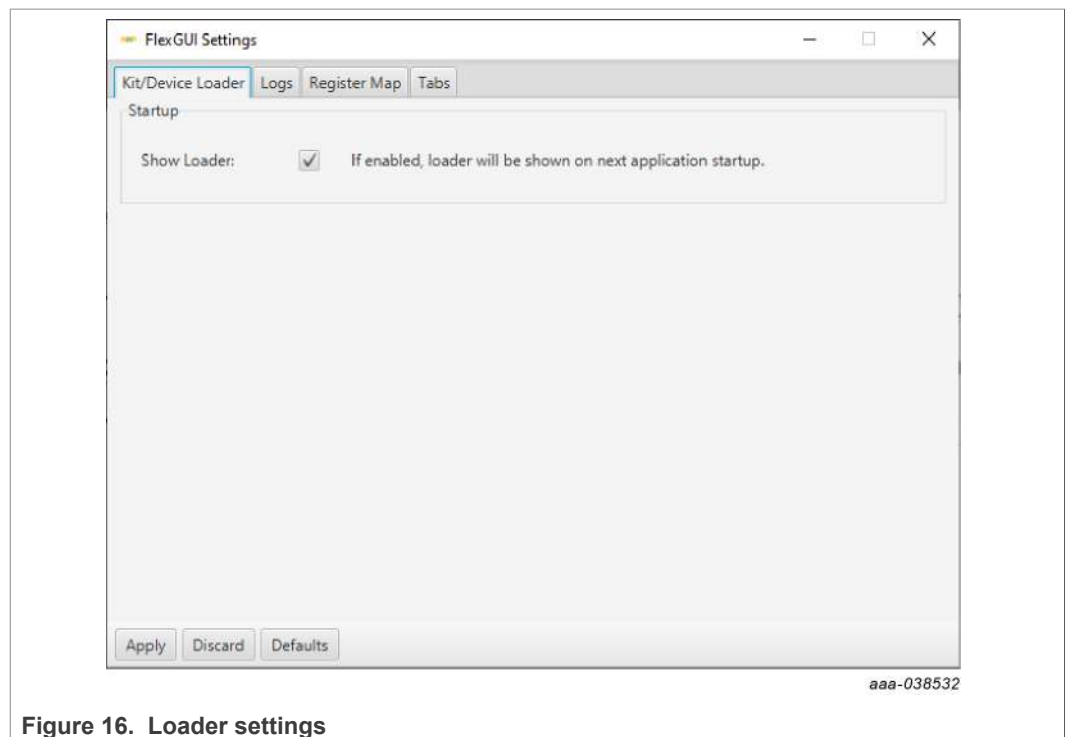 FlexGUI Settings
Kit/Device Loader Logs Register Map Tabs
Startup
Show Loader: If enabled, loader will be shown on next application startup.
Apply Discard Defaults
aaa-038532
Figure 16. Loader settings